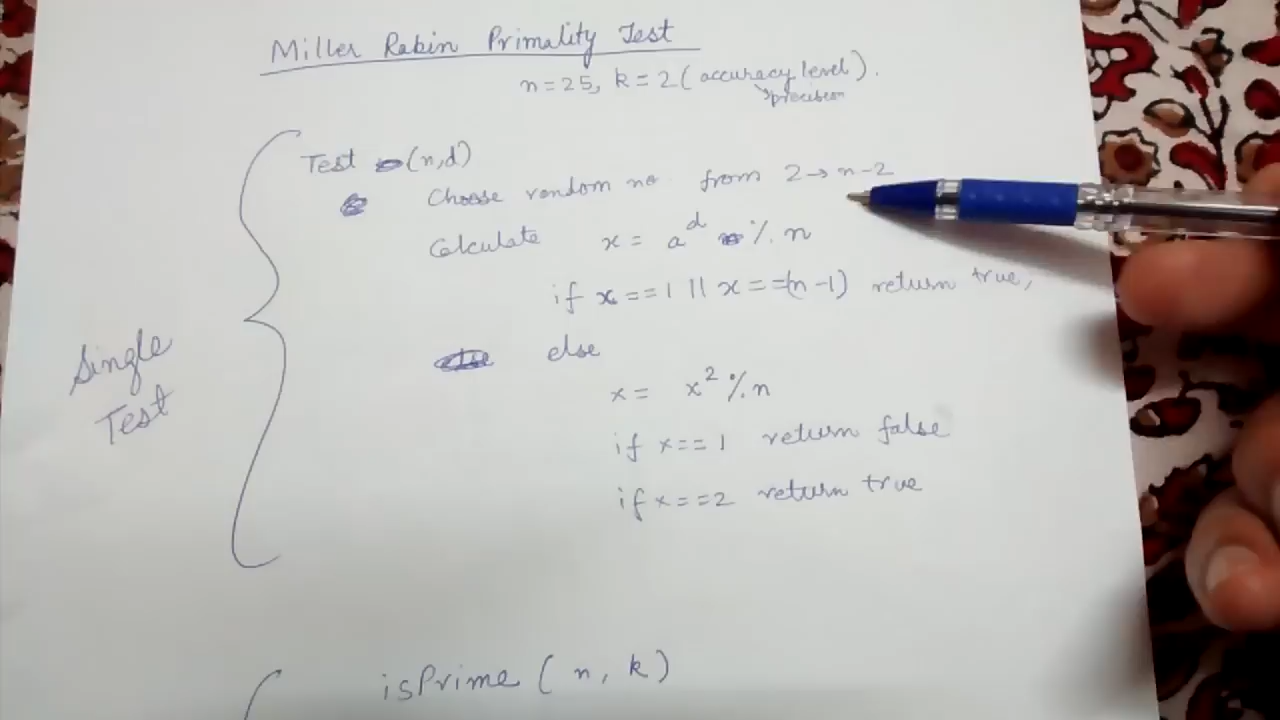 Miller Rabin Primality Test
n=25, k=2 (accuracy level).
precision
Test (n,d)
Choose random no from 2→n-2
Calculate x = a^d % n
if x==1 || x==(n-1) return true,
else
x = x² % n
if x==1 return false
if x==2 return true
Single
Test
isPrime (n, k)